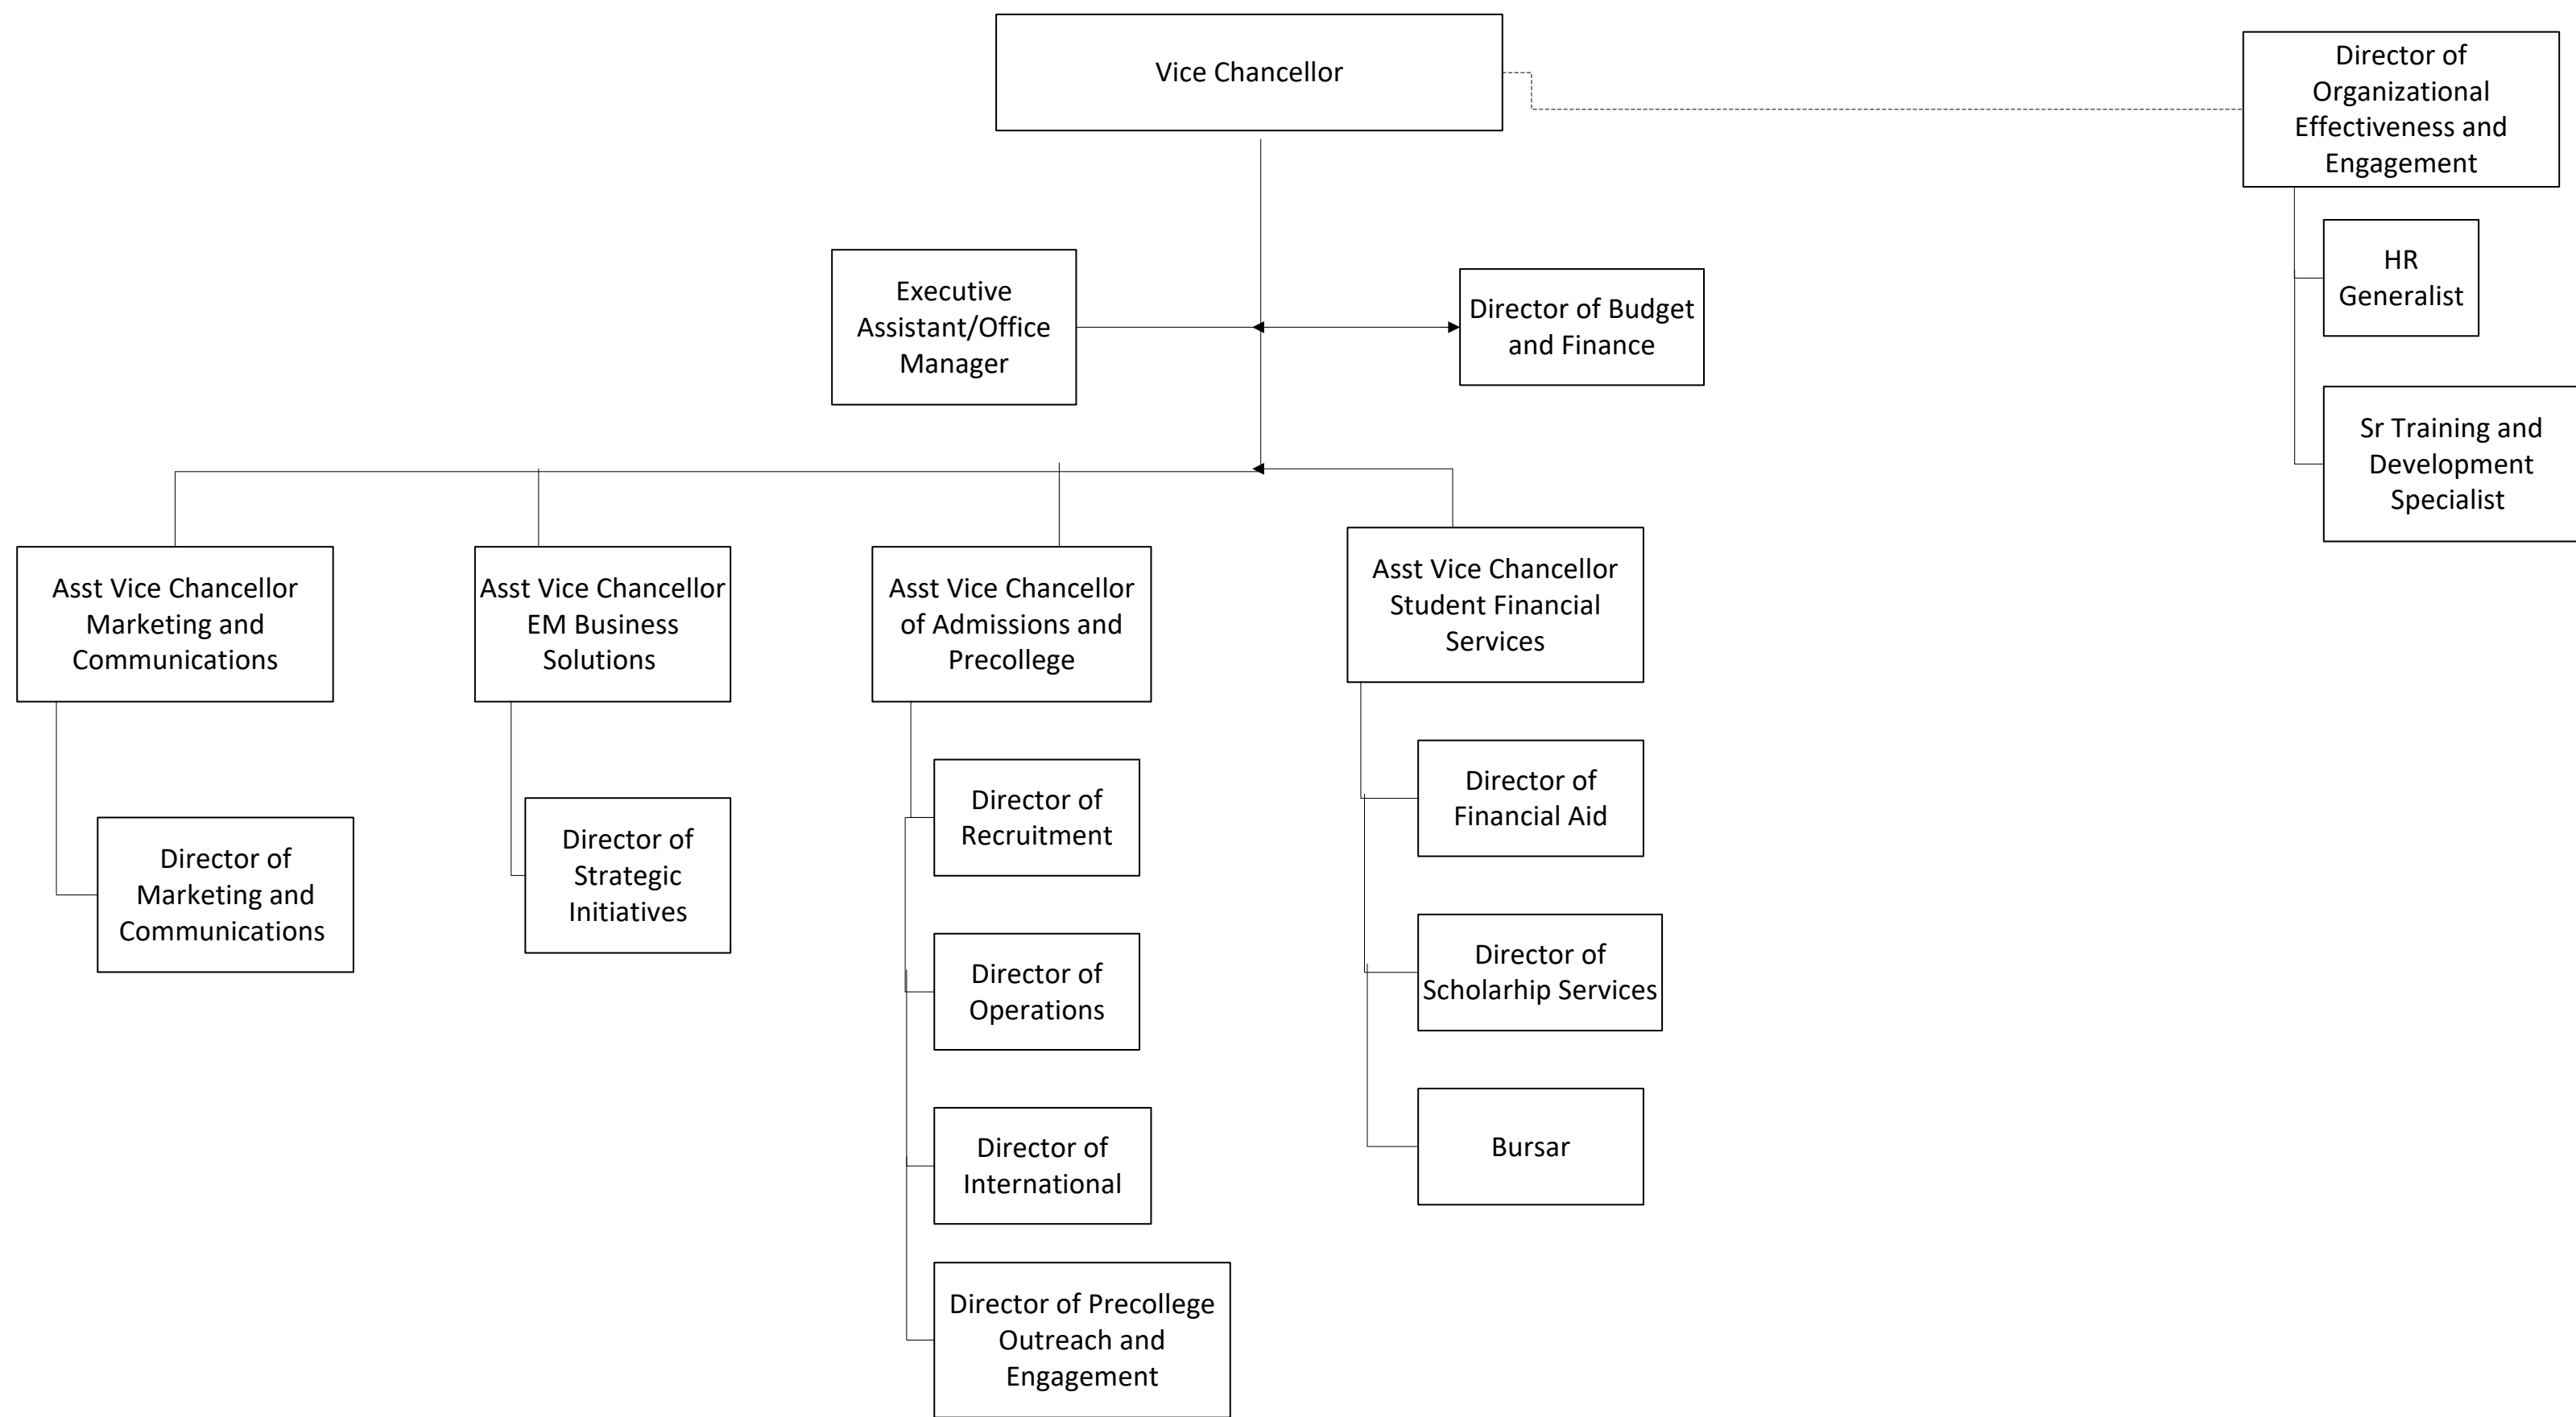 Vice Chancellor
Director of
Organizational
Effectiveness and
Engagement
HR
Generalist
Sr Training and
Development
Specialist
Executive
Assistant/Office
Manager
Director of Budget
and Finance
Asst Vice Chancellor
Marketing and
Communications
Director of
Marketing and
Communications
Asst Vice Chancellor
EM Business
Solutions
Director of
Strategic
Initiatives
Asst Vice Chancellor
of Admissions and
Precollege
Director of
Recruitment
Director of
Operations
Director of
International
Director of Precollege
Outreach and
Engagement
Asst Vice Chancellor
Student Financial
Services
Director of
Financial Aid
Director of
Scholarhip Services
Bursar